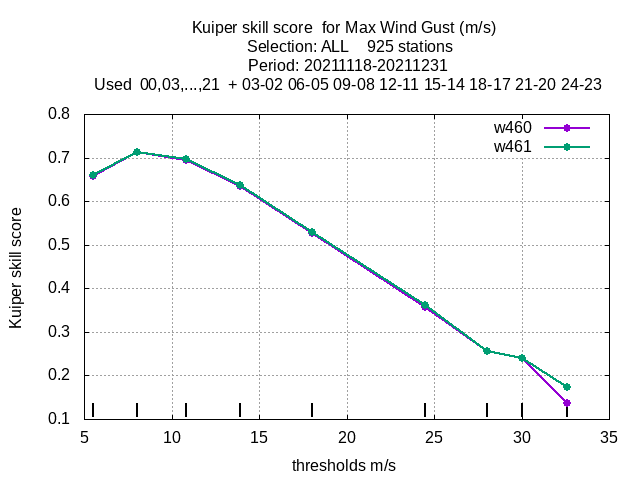 Kuiper skill score  for Max Wind Gust (m/s)
Selection: ALL    925 stations
Period: 20211118-20211231
Used  00,03,...,21  + 03-02 06-05 09-08 12-11 15-14 18-17 21-20 24-23
w460
w461
0.8
0.7
0.6
0.5
0.4
0.3
0.2
0.1
Kuiper skill score
5 10 15 20 25 30 35
thresholds m/s